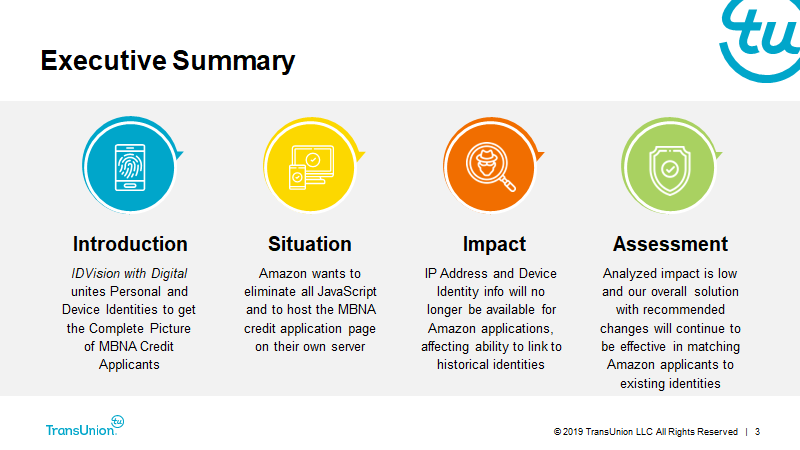 tu
Executive Summary
Introduction
IDVision with Digital
unites Personal and
Device Identities to get
the Complete Picture
of MBNA Credit
Applicants
Situation
Amazon wants to
eliminate all JavaScript
and to host the MBNA
credit application page
on their own server
Impact
IP Address and Device
Identity info will no
longer be available for
Amazon applications,
affecting ability to link to
historical identities
Assessment
Analyzed impact is low
and our overall solution
with recommended
changes will continue to
be effective in matching
Amazon applicants to
existing identities
TransUnion tu
© 2019 TransUnion LLC All Rights Reserved | 3